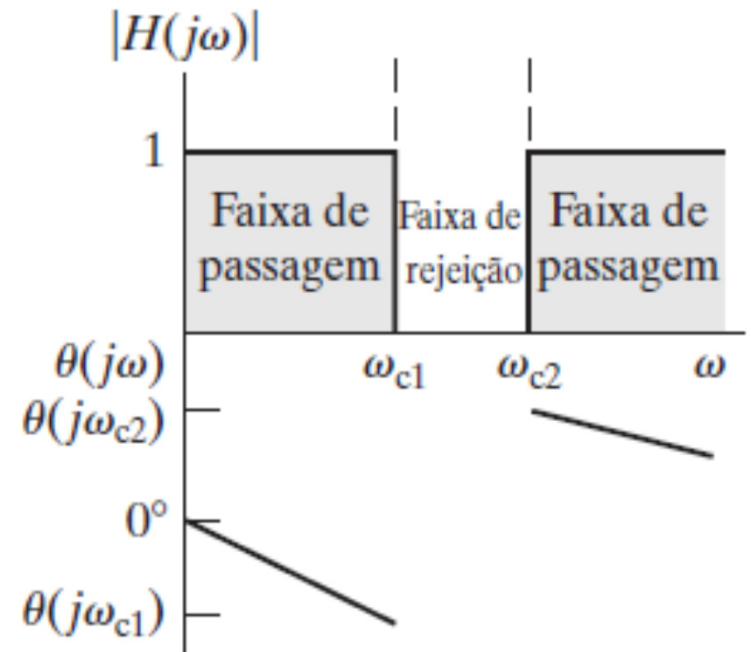 |H(jω)|
1
Faixa de
passagem
Faixa de
rejeição
Faixa de
passagem
θ(jω)
ω_c1
ω_c2
ω
θ(jω_c2)
0°
θ(jω_c1)